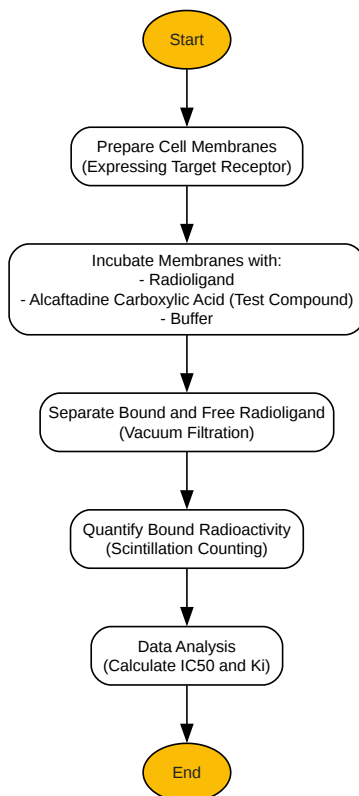 Start
Prepare Cell Membranes
(Expressing Target Receptor)
Incubate Membranes with:
- Radioligand
- Alcaftadine Carboxylic Acid (Test Compound)
- Buffer
Separate Bound and Free Radioligand
(Vacuum Filtration)
Quantify Bound Radioactivity
(Scintillation Counting)
Data Analysis
(Calculate IC50 and Ki)
End